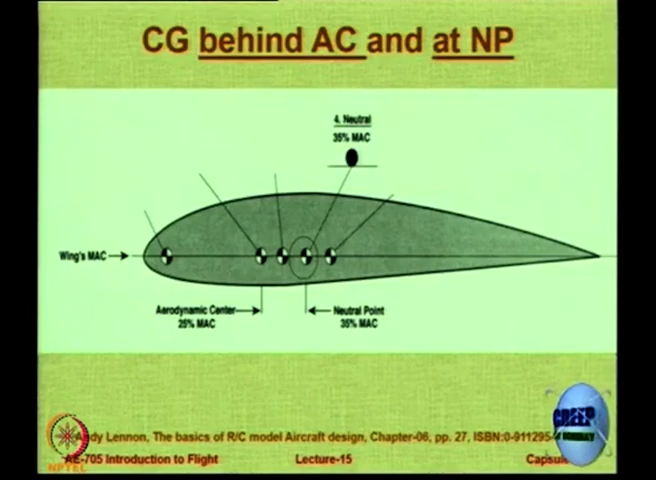 CG behind AC and at NP
4. Neutral
35% MAC
Wing's MAC
Aerodynamic Center
25% MAC
Neutral Point
35% MAC
Andy Lennon, The basics of R/C model Aircraft design, Chapter-06, pp. 27, ISBN:0-911295-
AE-705 Introduction to Flight
Lecture-15
NPTEL